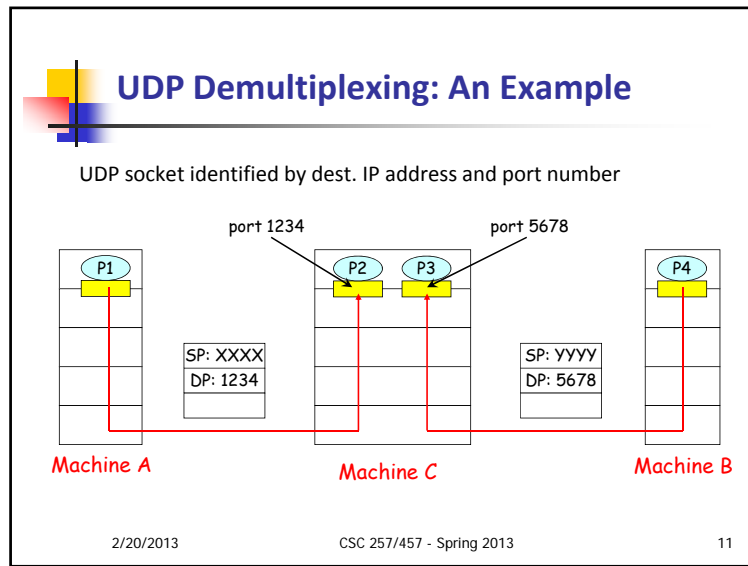 UDP Demultiplexing: An Example
UDP socket identified by dest. IP address and port number
port 1234
port 5678
P1
P2
P3
P4
SP: XXXX
DP: 1234
SP: YYYY
DP: 5678
Machine A
Machine C
Machine B
2/20/2013
CSC 257/457 - Spring 2013
11